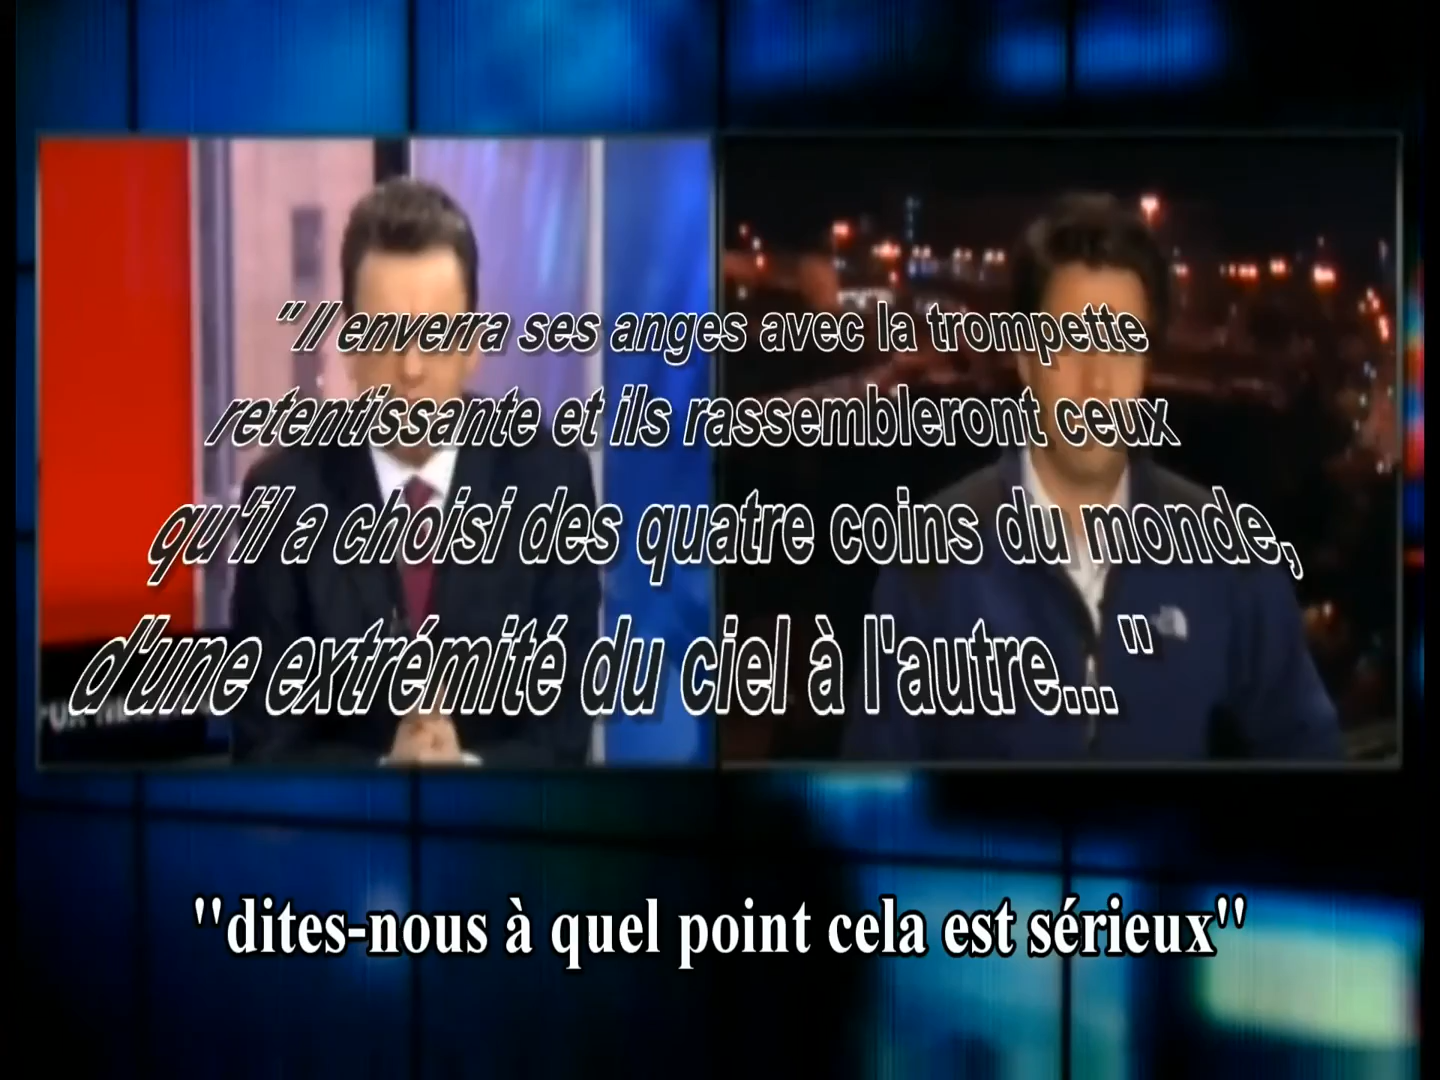 "Il enverra ses anges avec la trompette
retentissante et ils rassembleront ceux
qu'il a choisi des quatre coins du monde,
d'une extrémité du ciel à l'autre..."
"dites-nous à quel point cela est sérieux"